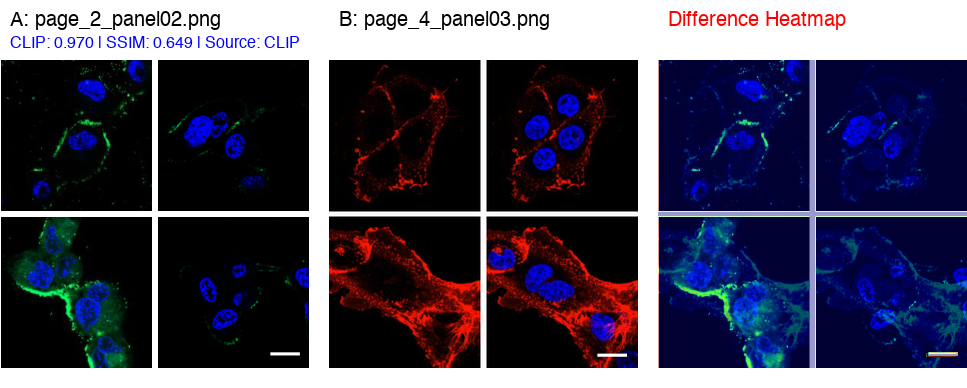 A: page_2_panel02.png
CLIP: 0.970 | SSIM: 0.649 | Source: CLIP
B: page_4_panel03.png
Difference Heatmap